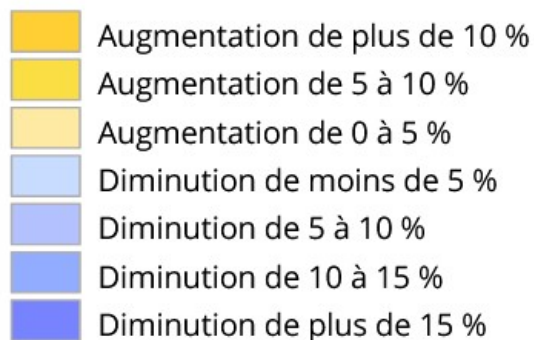 Augmentation de plus de 10 %
Augmentation de 5 à 10 %
Augmentation de 0 à 5 %
Diminution de moins de 5 %
Diminution de 5 à 10 %
Diminution de 10 à 15 %
Diminution de plus de 15 %